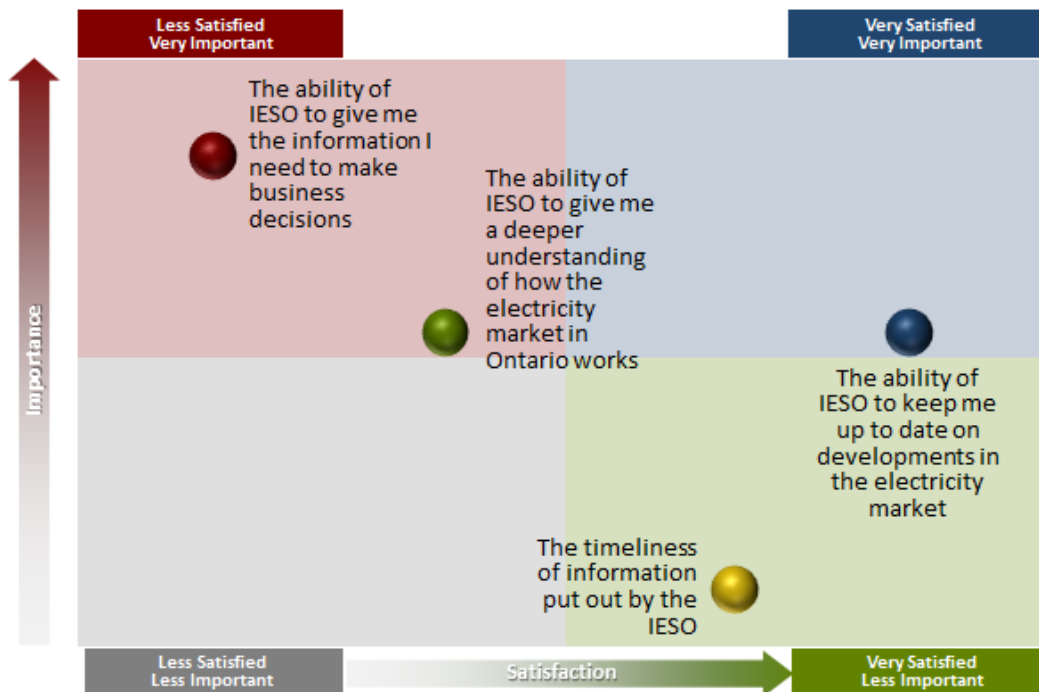 Less Satisfied
Very Important
Very Satisfied
Very Important
The ability of
IESO to give me
the information I
need to make
business
decisions
The ability of
IESO to give me
a deeper
understanding
of how the
electricity
market in
Ontario works
Importance
The ability of
IESO to keep me
up to date on
developments in
the electricity
market
The timeliness
of information
put out by the
IESO
Less Satisfied
Less Important
Satisfaction
Very Satisfied
Less Important